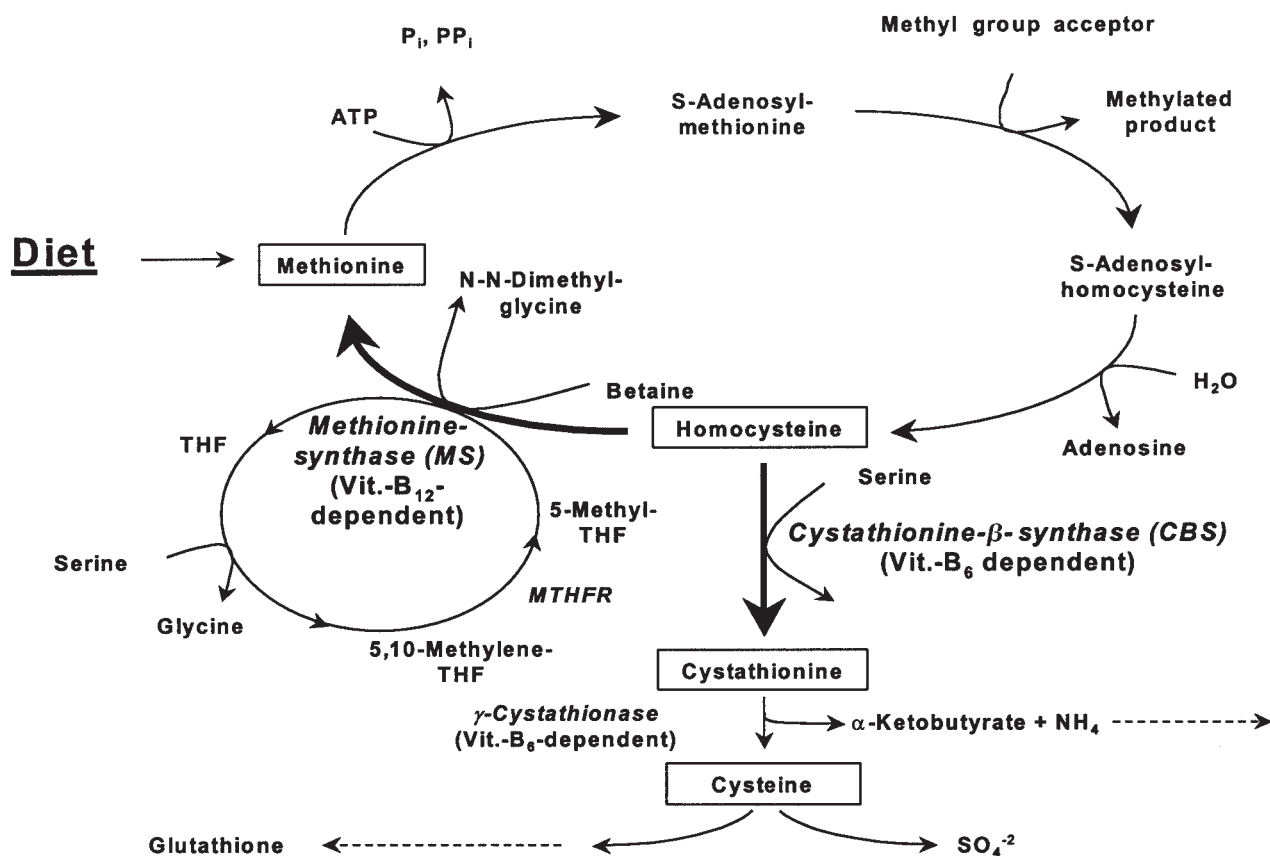 Pi, PPi
Methyl group acceptor
ATP
S-Adenosyl-
methionine
Methylated
product
Diet
Methionine
N-N-Dimethyl-
glycine
S-Adenosyl-
homocysteine
Betaine
H₂O
Homocysteine
Adenosine
THF
Methionine-
synthase (MS)
(Vit.-B₁₂-
dependent)
5-Methyl-
THF
Serine
Cystathionine-β-synthase (CBS)
(Vit.-B₆ dependent)
Serine
MTHFR
Glycine
5,10-Methylene-
THF
Cystathionine
γ-Cystathionase
(Vit.-B₆-dependent)
α-Ketobutyrate + NH₄
Cysteine
Glutathione
SO₄⁻²